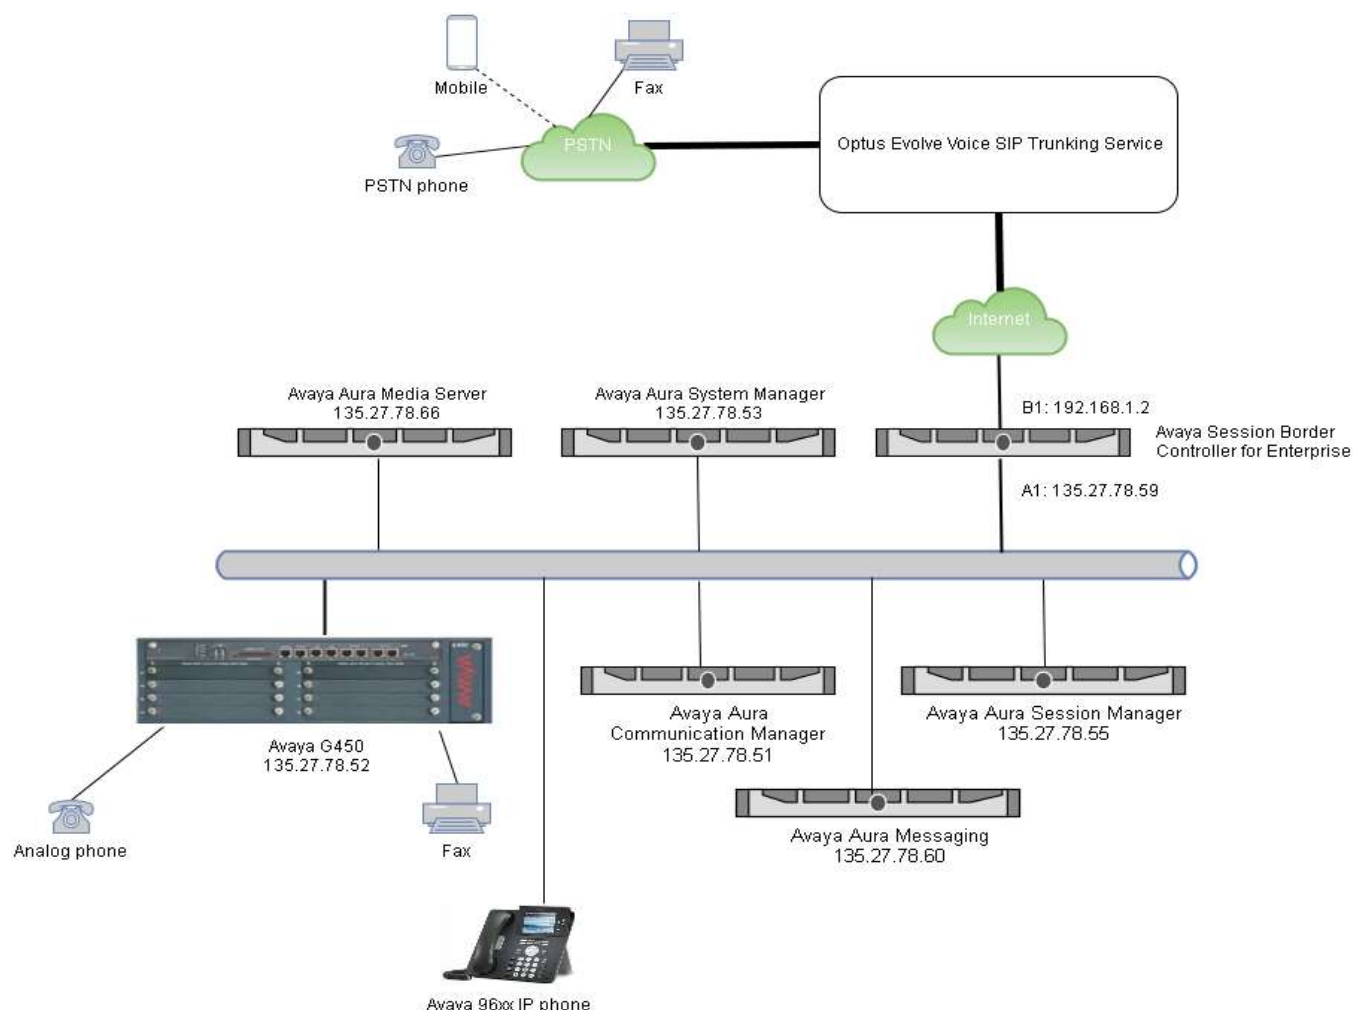 Mobile
Fax
PSTN
PSTN phone
Optus Evolve Voice SIP Trunking Service
Internet
Avaya Aura Media Server
135.27.78.66
Avaya Aura System Manager
135.27.78.53
B1: 192.168.1.2
Avaya Session Border
Controller for Enterprise
A1: 135.27.78.59
Avaya G450
135.27.78.52
Avaya Aura
Communication Manager
135.27.78.51
Avaya Aura Session Manager
135.27.78.55
Analog phone
Fax
Avaya Aura Messaging
135.27.78.60
Avaya 96xx IP phone